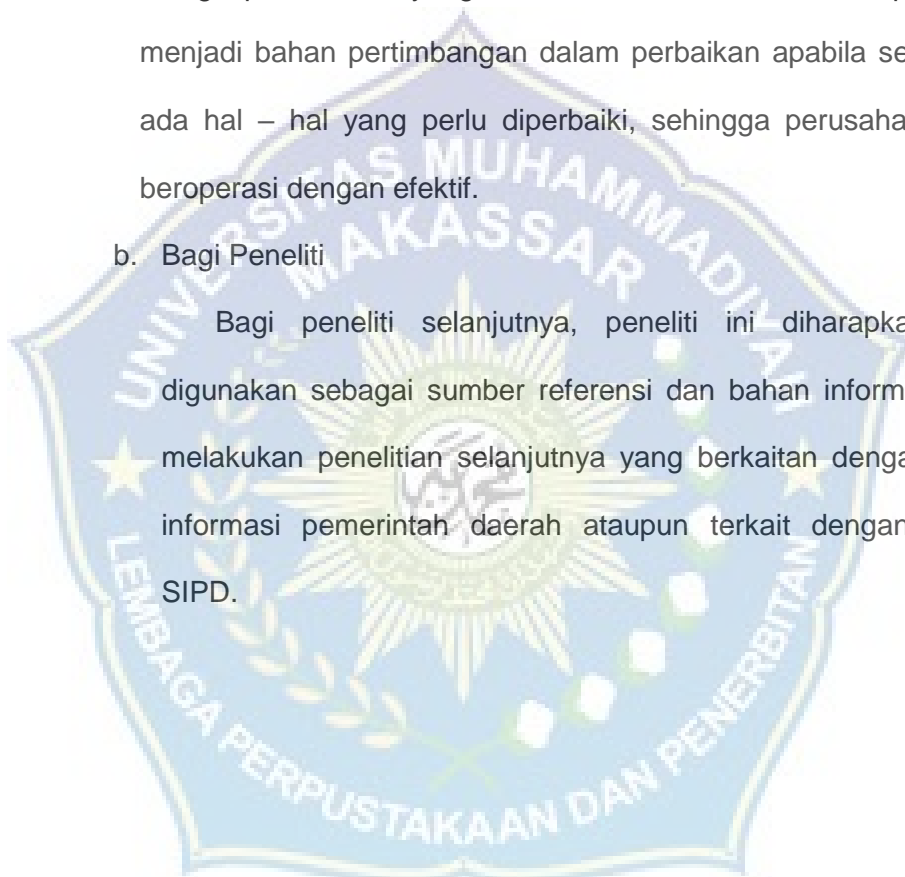 menjadi bahan pertimbangan dalam perbaikan apabila se
ada hal – hal yang perlu diperbaiki, sehingga perusaha
beroperasi dengan efektif.
b. Bagi Peneliti
Bagi peneliti selanjutnya, peneliti ini diharapka
digunakan sebagai sumber referensi dan bahan inform
melakukan penelitian selanjutnya yang berkaitan denga
informasi pemerintah daerah ataupun terkait dengan
SIPD.
UNIVERSITAS MUHAMMADIYAH
MAKASSAR
LEMBAGA PERPUSTAKAAN DAN PENERBITAN